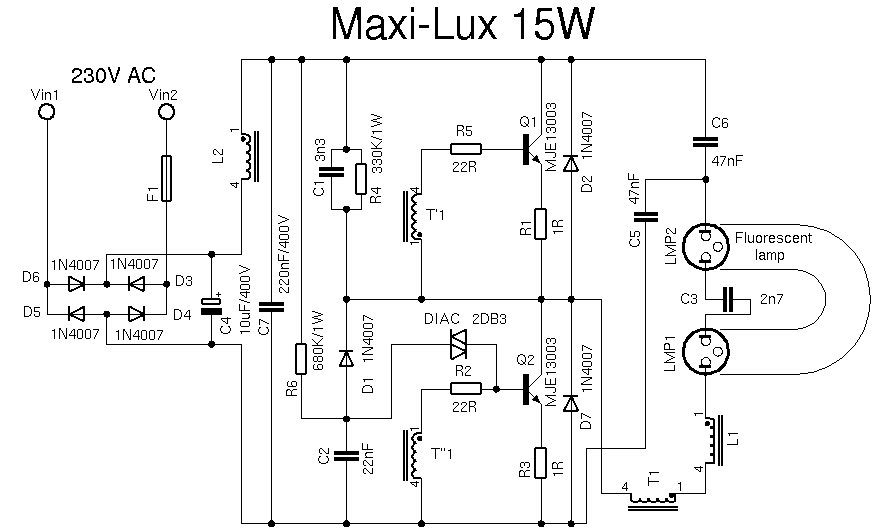 Maxi-Lux 15W
230V AC
Vin1
Vin2
F1
1
L2
4
D6
1N4007
1N4007
D3
D5
1N4007
1N4007
D4
+
C4
10uF/400V
C7
220nF/400V
R6
680K/1W
C1
3n3
R4
330K/1W
4
T'1
1
R5
22R
Q1
MJE13003
D2
1N4007
R1
1R
D1
1N4007
DIAC 2DB3
R2
22R
Q2
MJE13003
D7
1N4007
C2
22nF
1
T"1
4
R3
1R
C6
47nF
C5
47nF
LMP2
Fluorescent
lamp
C3
2n7
LMP1
1
L1
4
4
T1
1